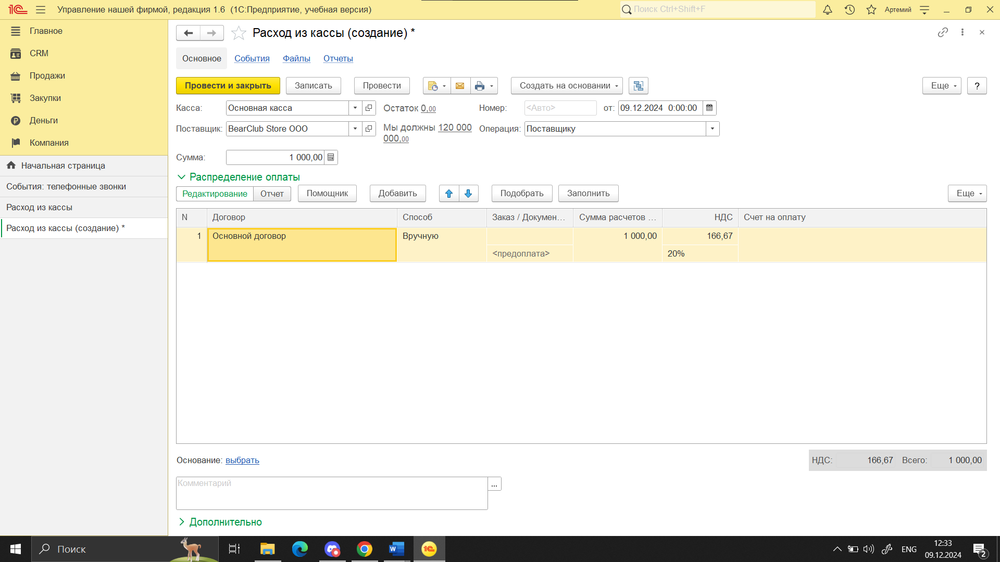 Управление нашей фирмой, редакция 1.6 (1С:Предприятие, учебная версия)
Поиск Ctrl+Shift+F
Артемий
Главное
CRM
Продажи
Закупки
Деньги
Компания
Начальная страница
События: телефонные звонки
Расход из кассы
Расход из кассы (создание) *
Расход из кассы (создание) *
Основное События Файлы Отчеты
Провести и закрыть Записать Провести Создать на основании Еще ?
Касса: Основная касса Остаток 0,00 Номер: <Авто> от: 09.12.2024 0:00:00
Поставщик: BearClub Store ООО Мы должны 120 000 Операция: Поставщику
000,00
Сумма: 1 000,00
Распределение оплаты
Редактирование Отчет Помощник Добавить Подобрать Заполнить Еще
N Договор Способ Заказ / Докумен... Сумма расчетов ... НДС Счет на оплату
1 Основной договор Вручную 1 000,00 166,67
<предоплата> 20%
Основание: выбрать НДС: 166,67 Всего: 1 000,00
Комментарий
...
Дополнительно
Поиск
ENG
12:33
09.12.2024
2